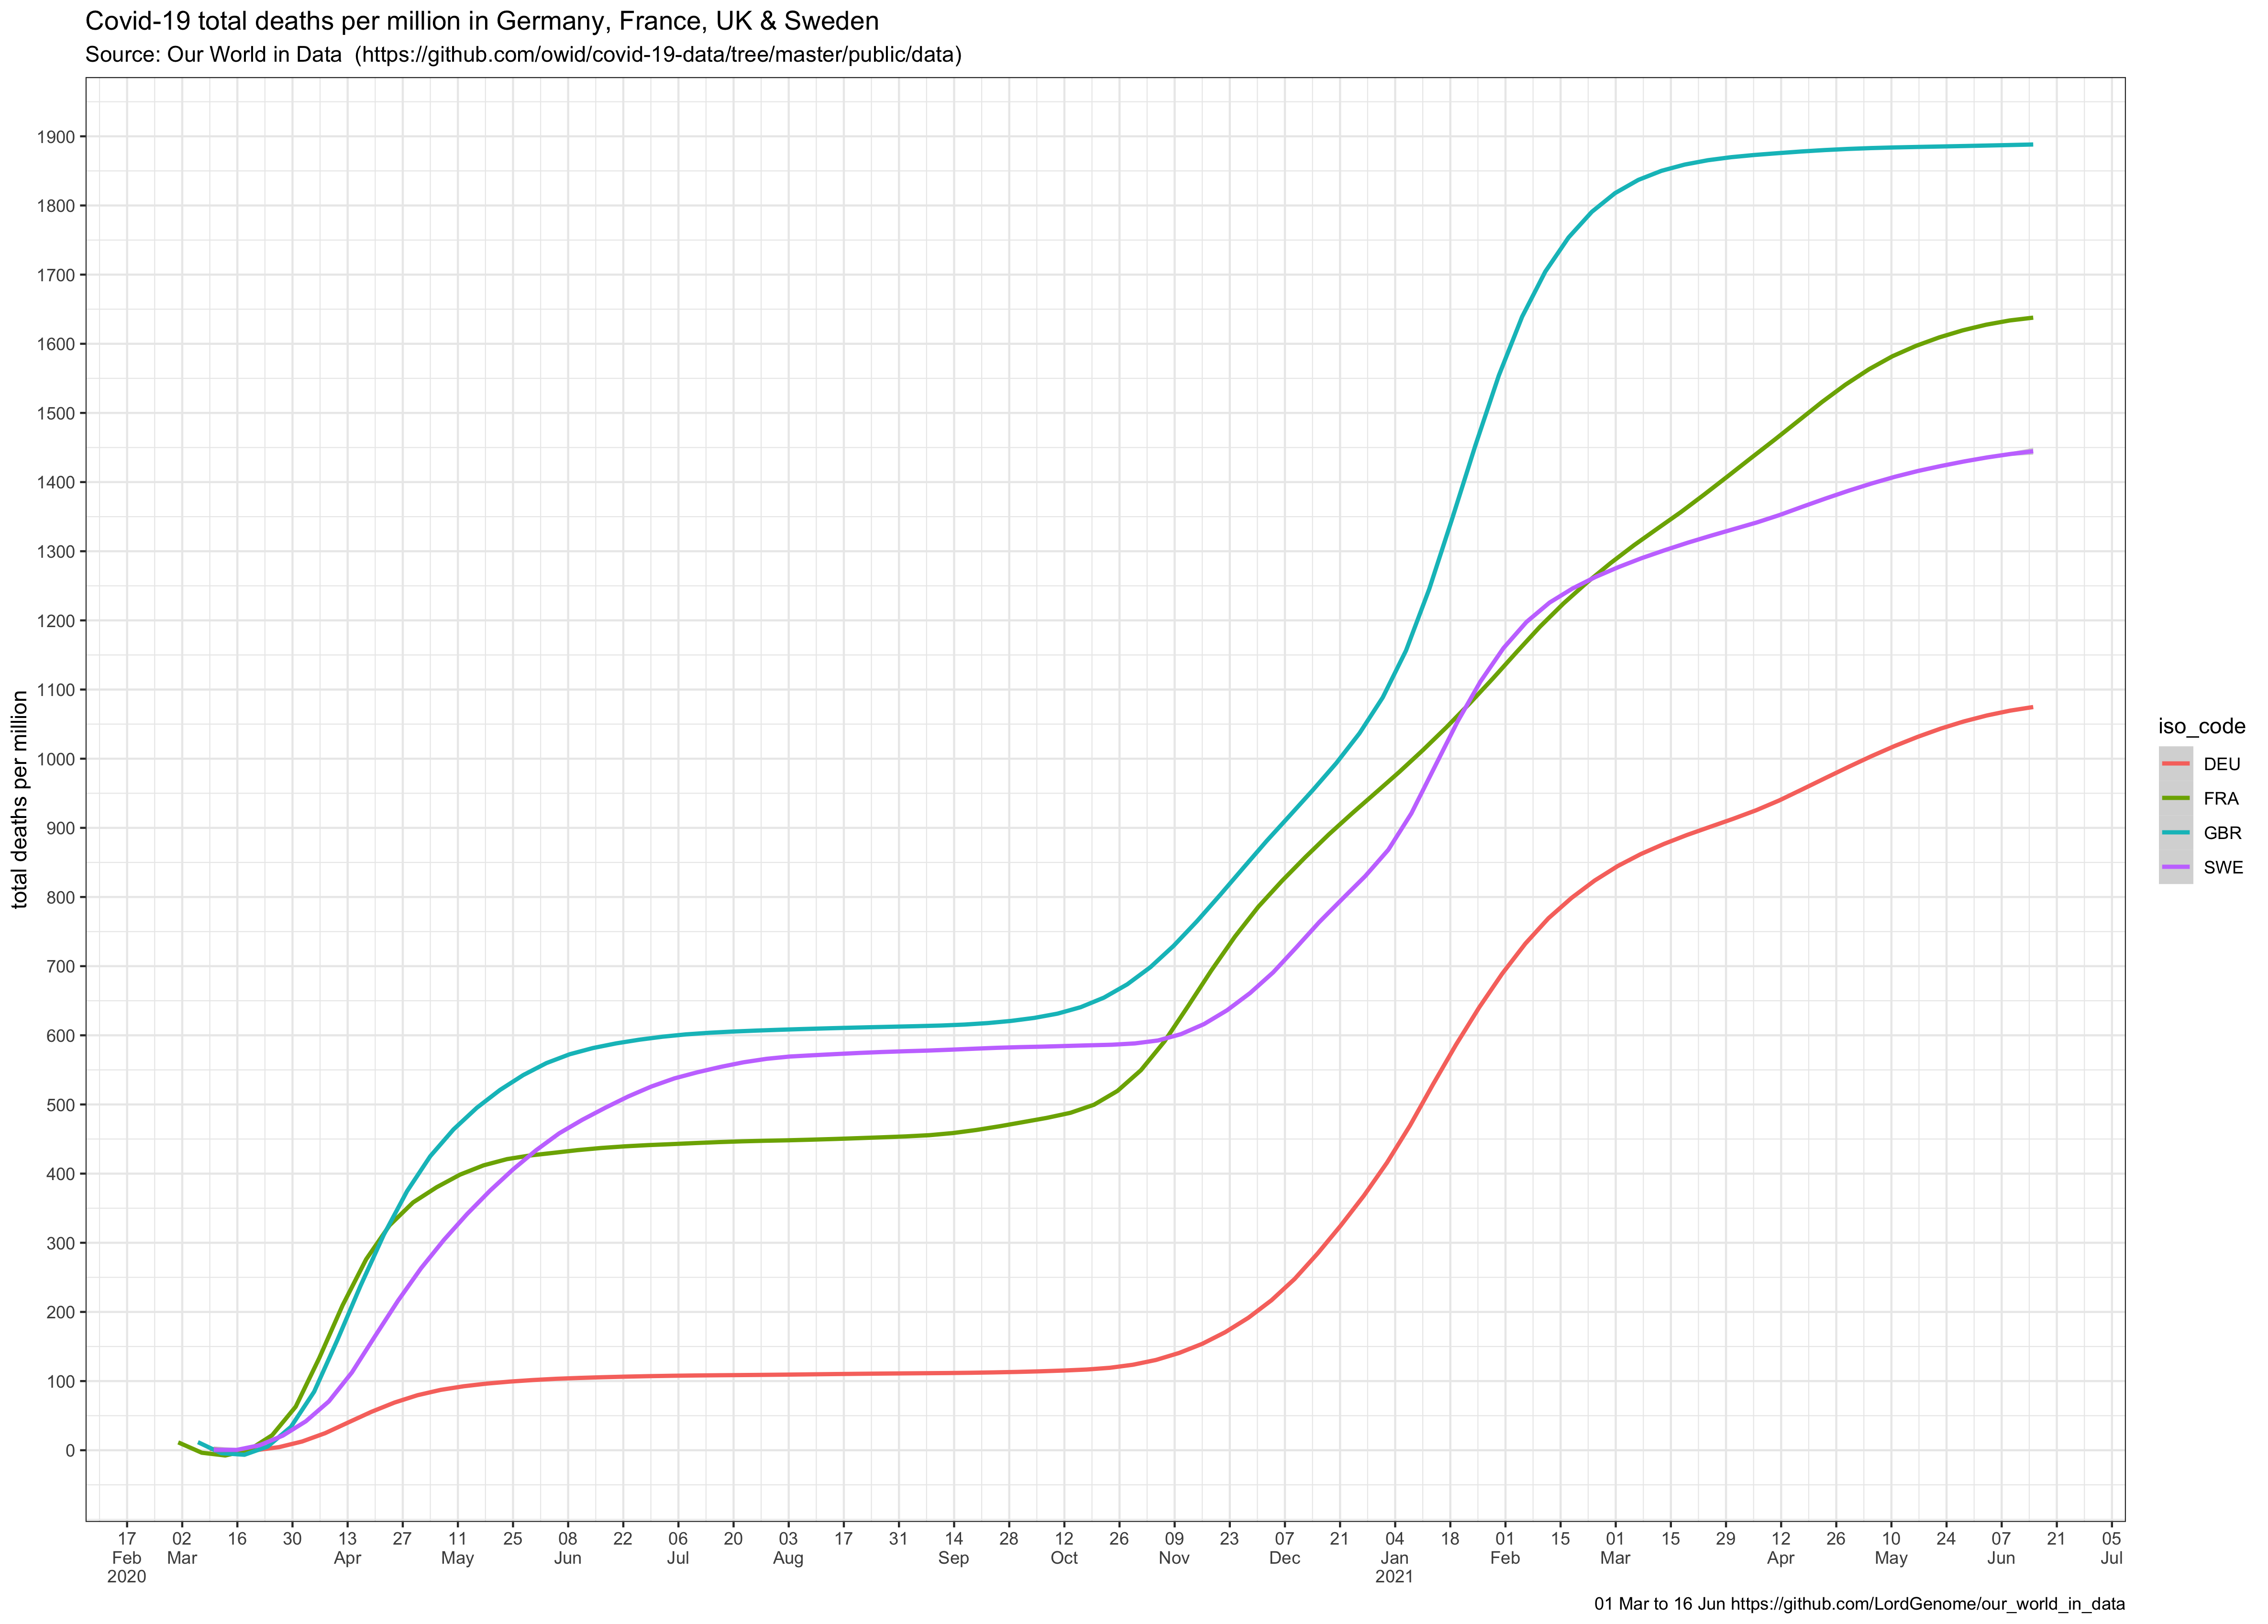 Covid-19 total deaths per million in Germany, France, UK & Sweden
Source: Our World in Data  (https://github.com/owid/covid-19-data/tree/master/public/data)
total deaths per million
1900
1800
1700
1600
1500
1400
1300
1200
1100
1000
900
800
700
600
500
400
300
200
100
0
iso_code
DEU
FRA
GBR
SWE
17 02 16 30 13 27 11 25 08 22 06 20 03 17 31 14 28 12 26 09 23 07 21 04 18 01 15 01 15 29 12 26 10 24 07 21 05
Feb Mar Apr May Jun Jul Aug Sep Oct Nov Dec Jan Feb Mar Apr May Jun Jul
2020 2021
01 Mar to 16 Jun https://github.com/LordGenome/our_world_in_data